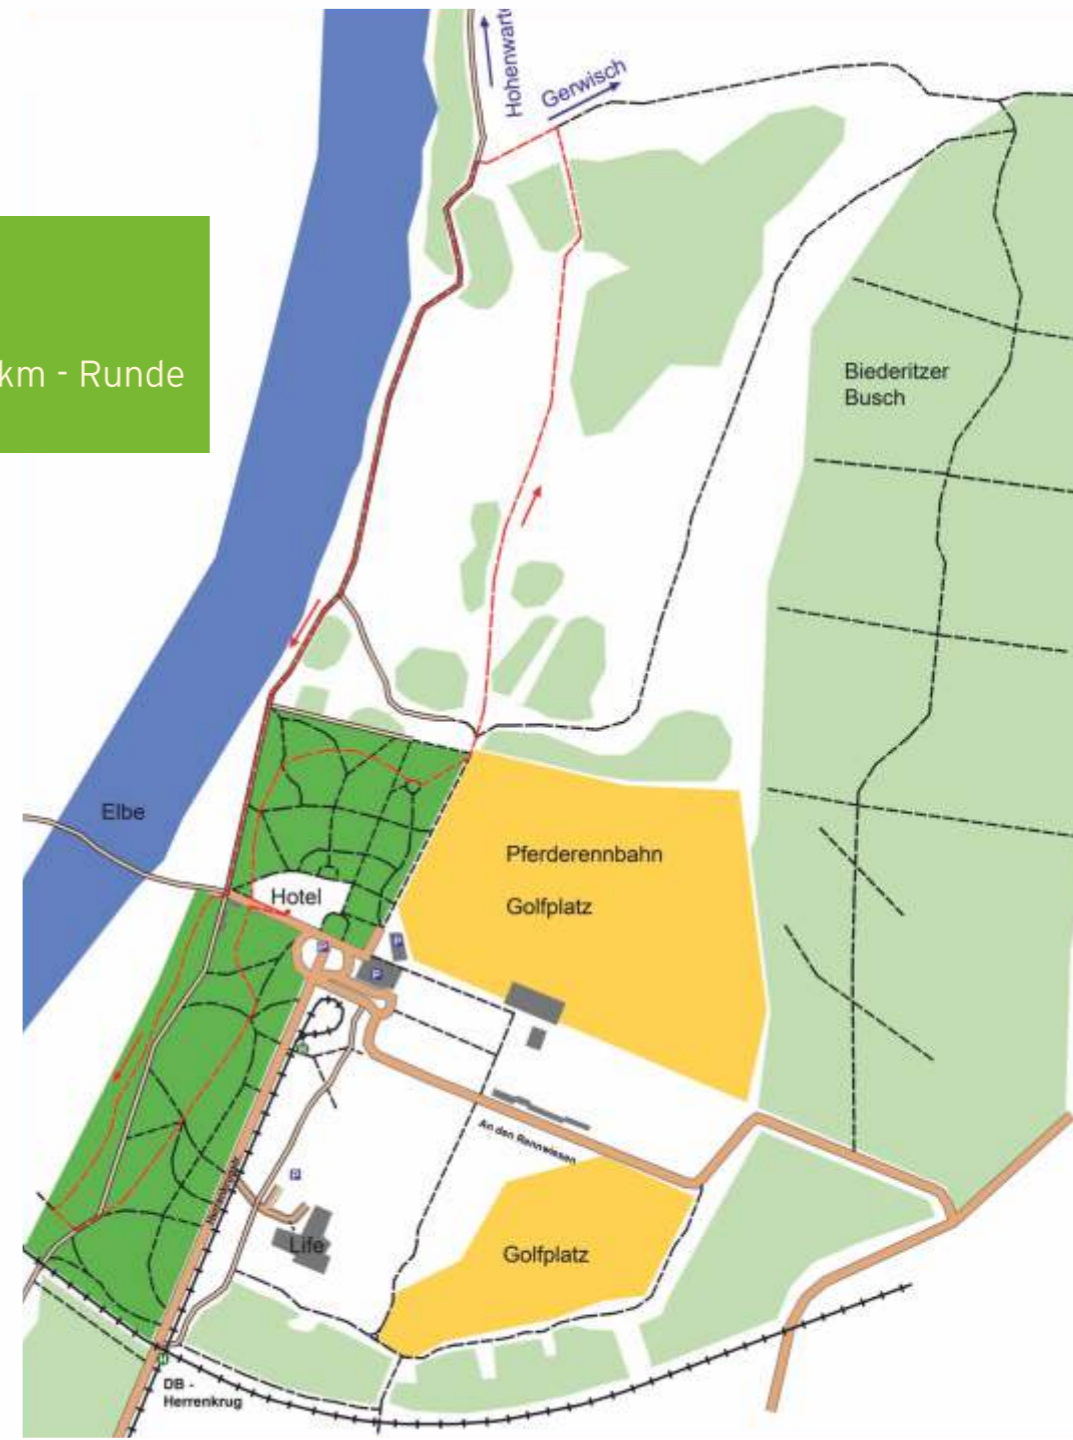 Hohenwarte
Gerwisch
km - Runde
Biederitzer
Busch
Elbe
Pferderennbahn
Hotel
Golfplatz
P
P
P
An den Rennwiesen
P
Life
Golfplatz
DB -
Herrenkrug